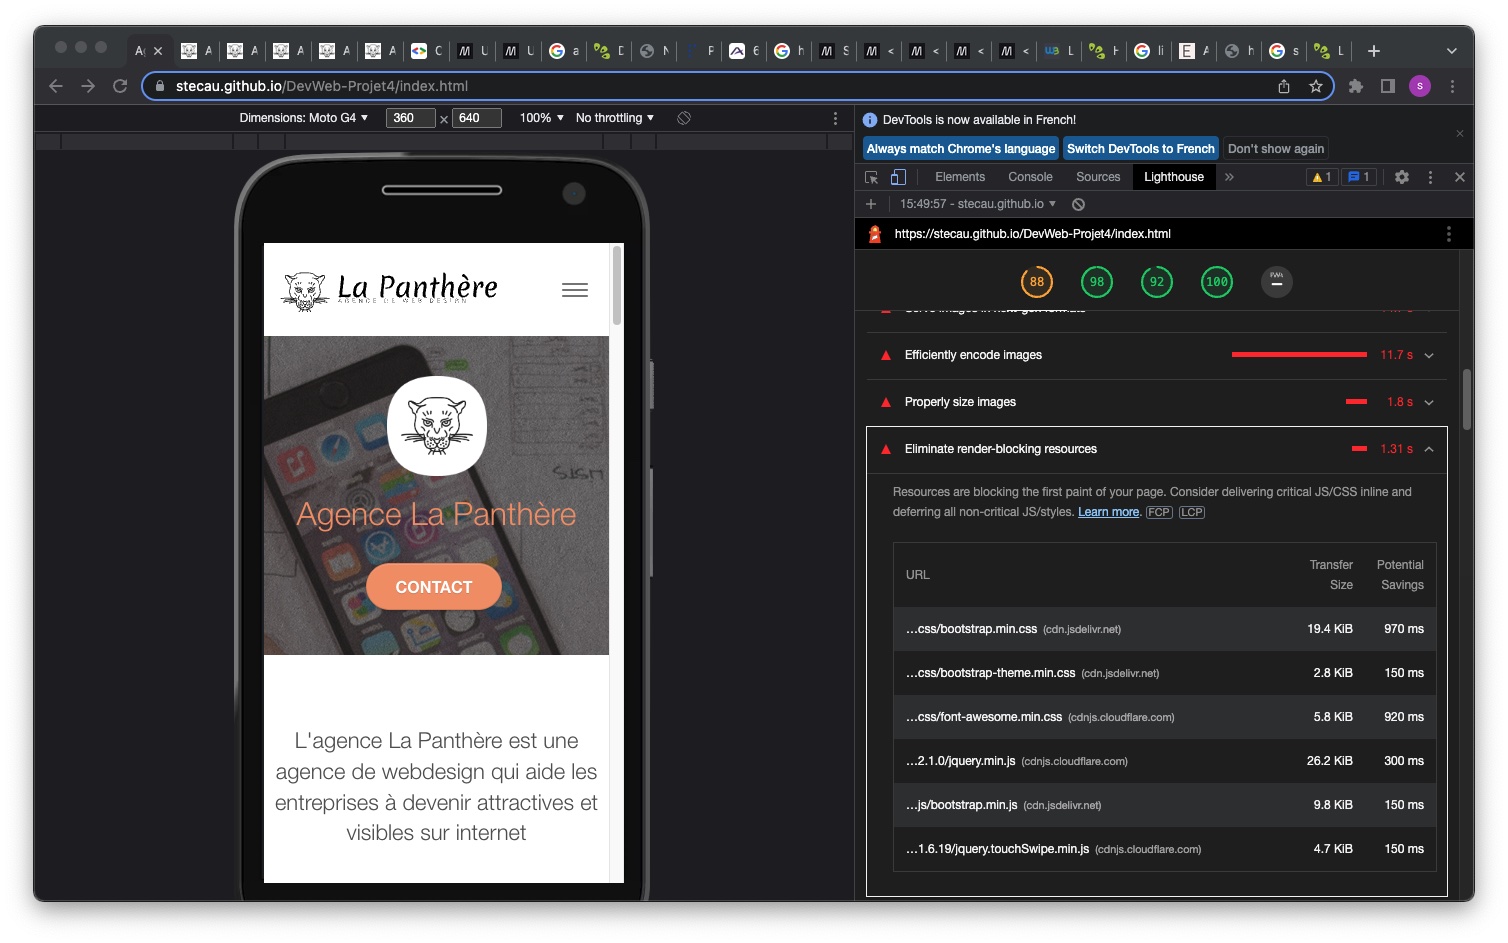 stecau.github.io/DevWeb-Projet4/index.html
S
Dimensions: Moto G4 360 × 640 100% No throttling
DevTools is now available in French!
Always match Chrome's language Switch DevTools to French Don't show again
Elements Console Sources Lighthouse » 1 1
15:49:57 - stecau.github.io
https://stecau.github.io/DevWeb-Projet4/index.html
88 98 92 100 PWA
Efficiently encode images 11.7 s
Properly size images 1.8 s
Eliminate render-blocking resources 1.31 s
Resources are blocking the first paint of your page. Consider delivering critical JS/CSS inline and
deferring all non-critical JS/styles. Learn more. FCP LCP
URL Transfer Size Potential Savings
…css/bootstrap.min.css (cdn.jsdelivr.net) 19.4 KiB 970 ms
…css/bootstrap-theme.min.css (cdn.jsdelivr.net) 2.8 KiB 150 ms
…css/font-awesome.min.css (cdnjs.cloudflare.com) 5.8 KiB 920 ms
…2.1.0/jquery.min.js (cdnjs.cloudflare.com) 26.2 KiB 300 ms
…js/bootstrap.min.js (cdn.jsdelivr.net) 9.8 KiB 150 ms
…1.6.19/jquery.touchSwipe.min.js (cdnjs.cloudflare.com) 4.7 KiB 150 ms
La Panthère
AGENCE DE WEB DESIGN
Agence La Panthère
CONTACT
L'agence La Panthère est une
agence de webdesign qui aide les
entreprises à devenir attractives et
visibles sur internet